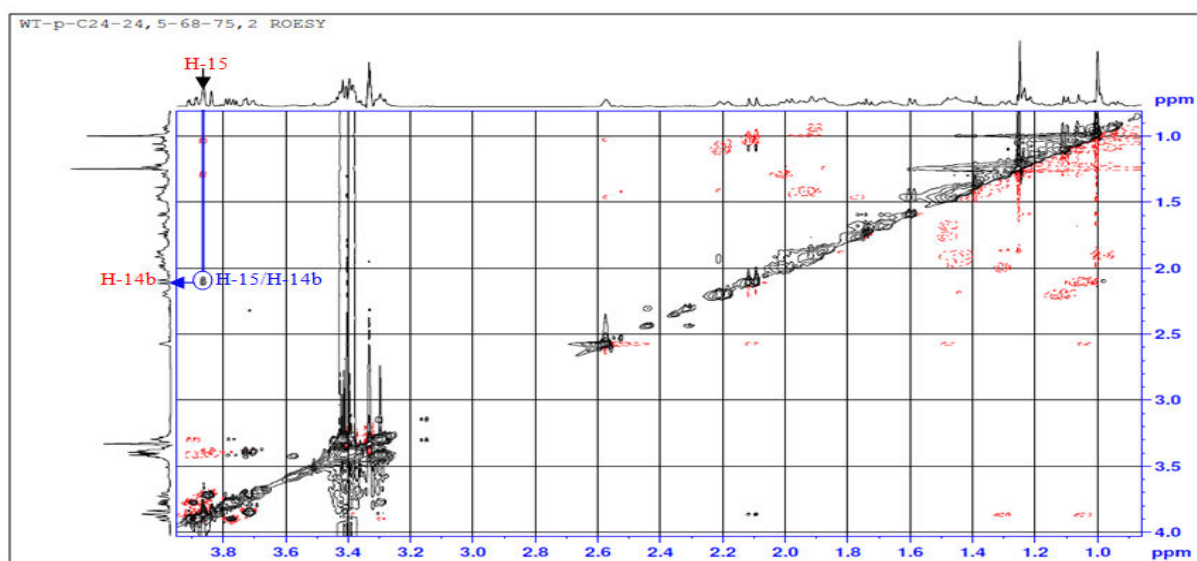 WT-p-C24-24,5-68-75,2 ROESY
H-15
ppm
1.0
1.5
H-14b H-15/H-14b 2.0
2.5
3.0
3.5
4.0
3.8 3.6 3.4 3.2 3.0 2.8 2.6 2.4 2.2 2.0 1.8 1.6 1.4 1.2 1.0 ppm